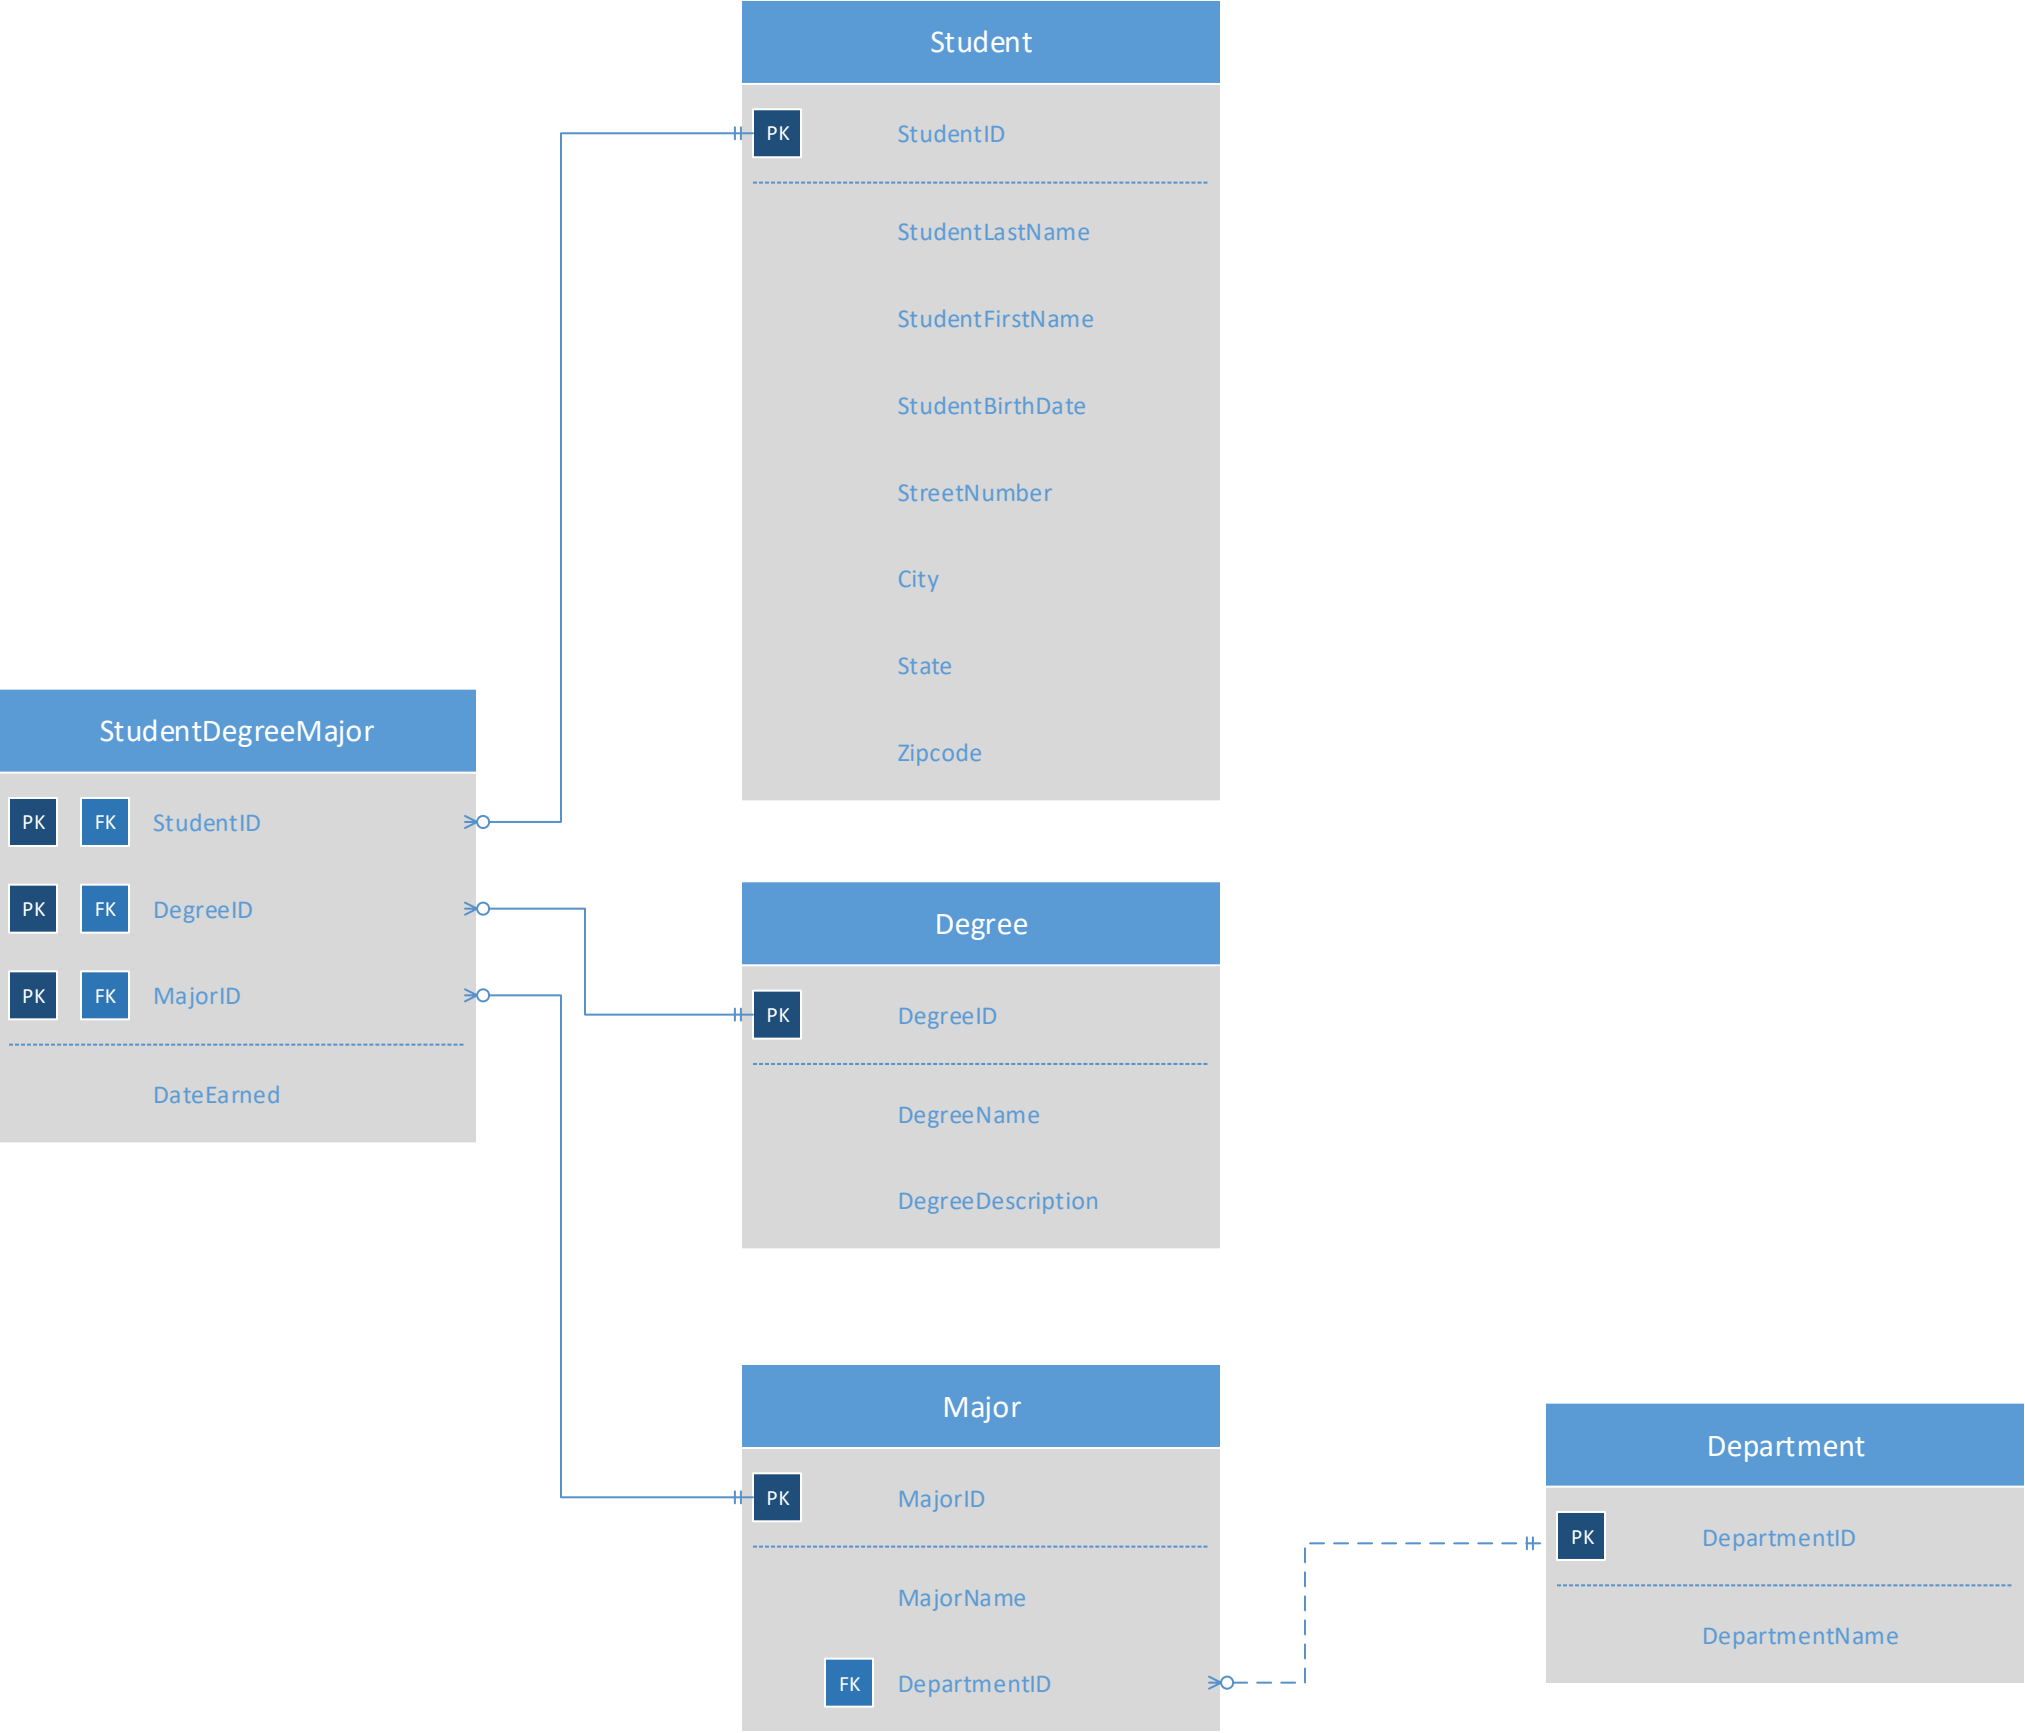 Student
PK StudentID
StudentLastName
StudentFirstName
StudentBirthDate
StreetNumber
City
State
Zipcode
StudentDegreeMajor
PK FK StudentID
PK FK DegreeID
PK FK MajorID
DateEarned
Degree
PK DegreeID
DegreeName
DegreeDescription
Major
PK MajorID
MajorName
FK DepartmentID
Department
PK DepartmentID
DepartmentName